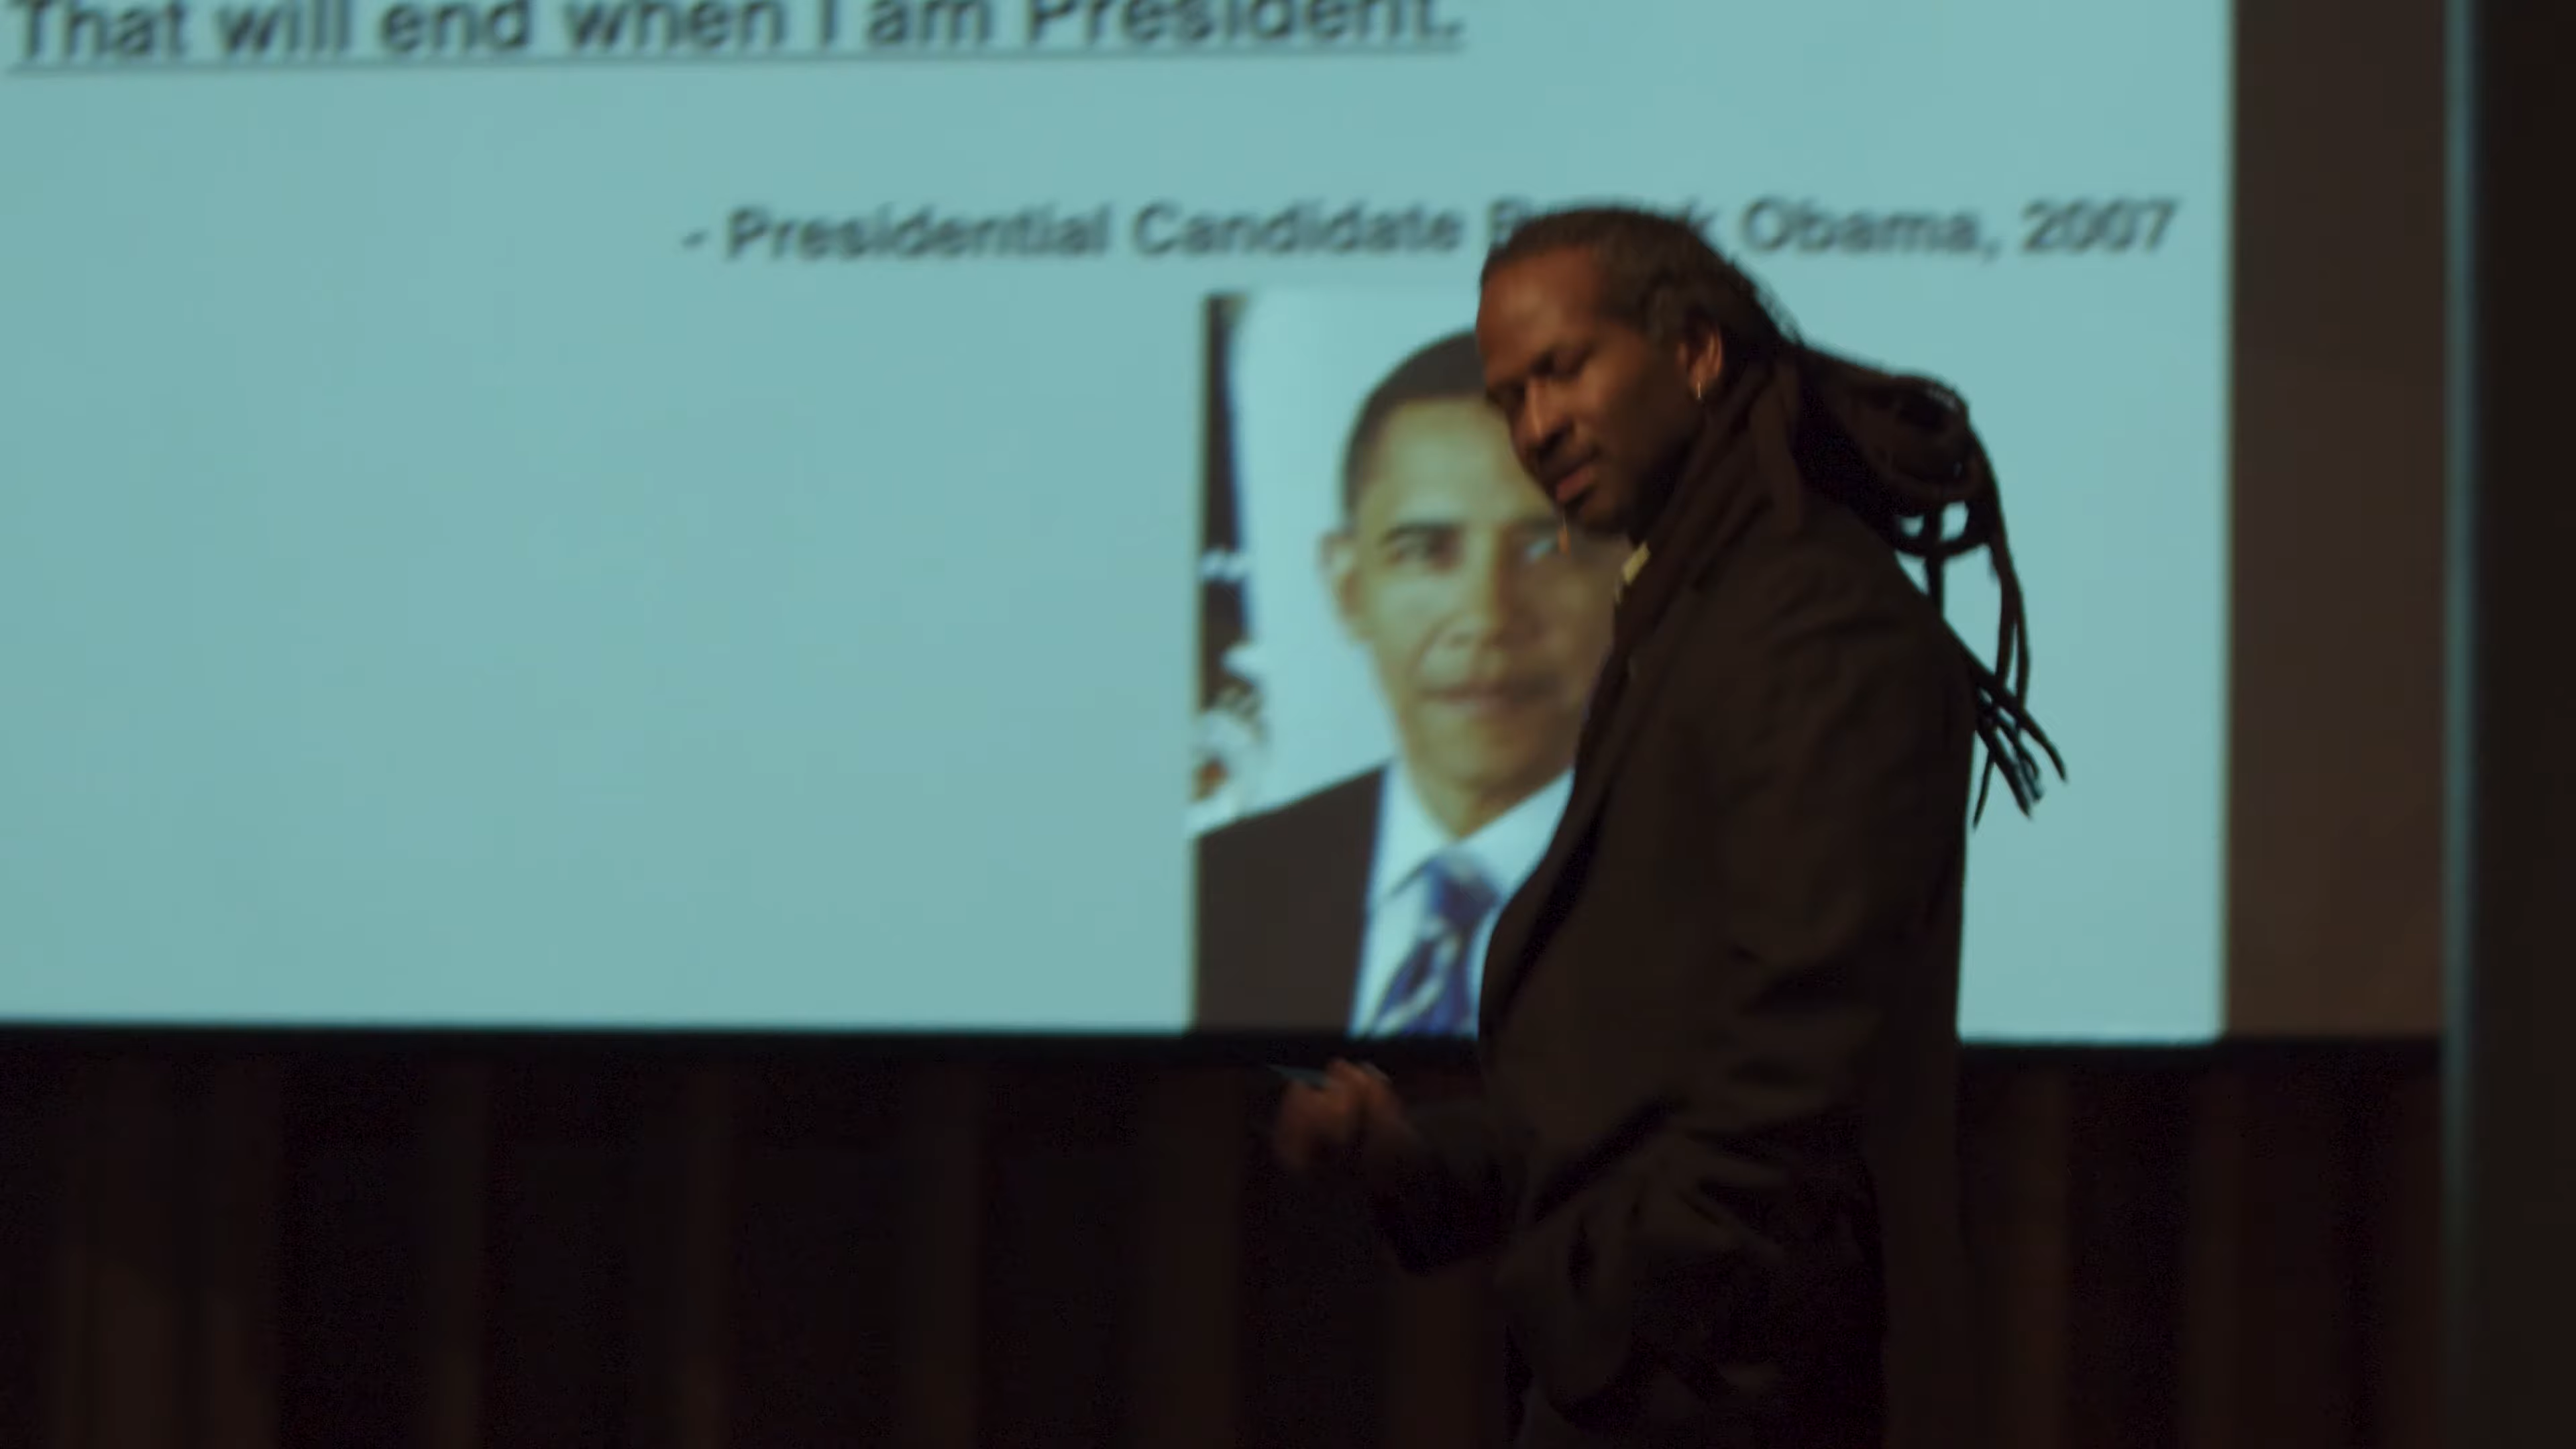 That will end when I am President.
- Presidential Candidate Obama, 2007